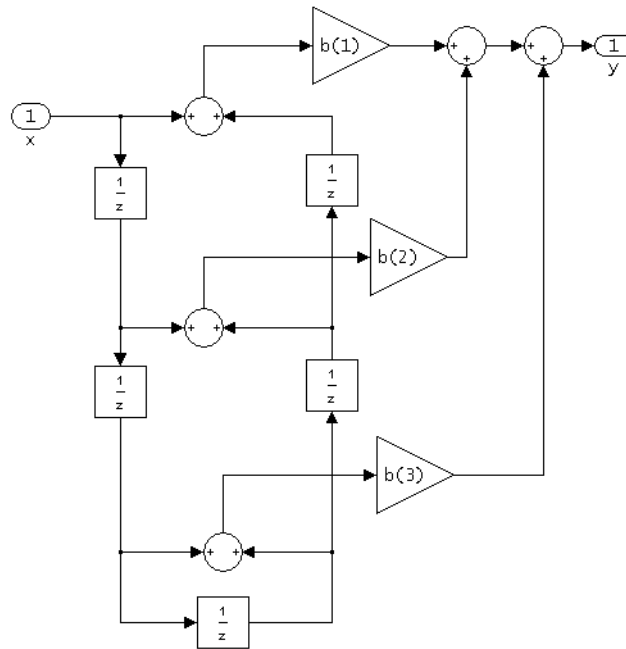 b(1)
+
+
+
+
1
y
1
x
+
+
1
z
1
z
b(2)
+
+
1
z
1
z
b(3)
+
+
1
z